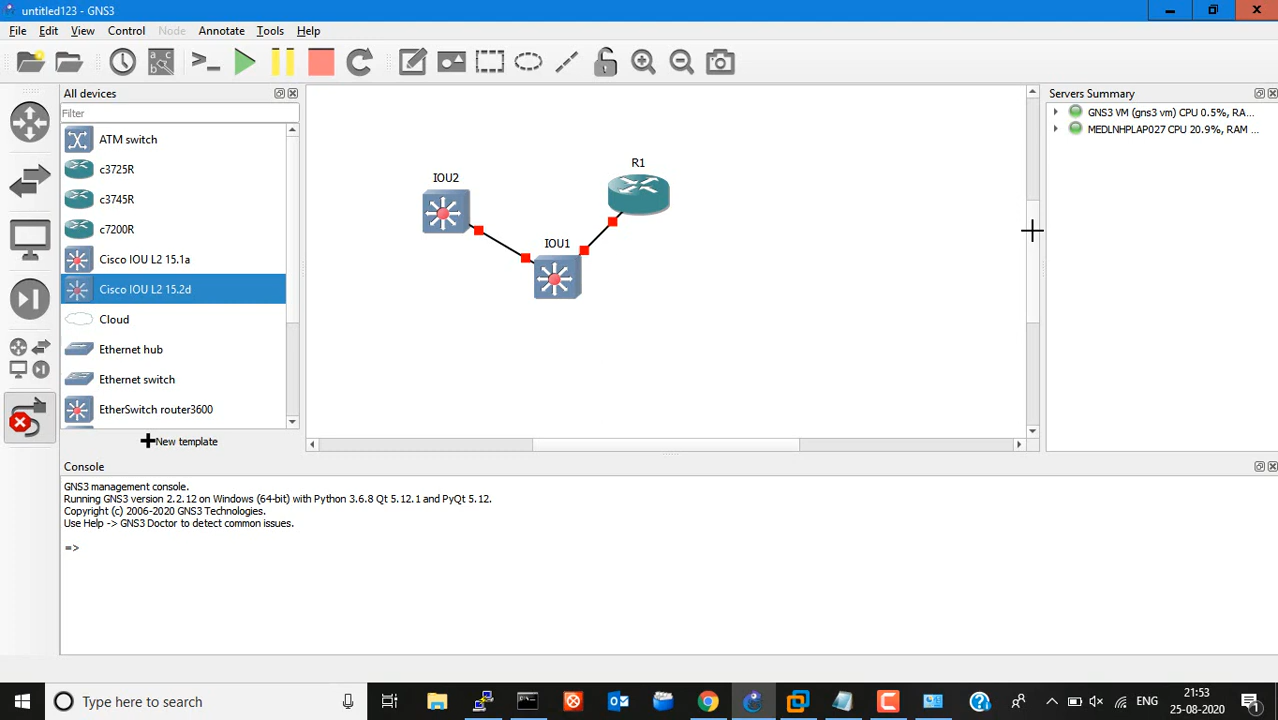 untitled123 - GNS3
File Edit View Control Node Annotate Tools Help
All devices
Filter
ATM switch
c3725R
c3745R
c7200R
Cisco IOU L2 15.1a
Cisco IOU L2 15.2d
Cloud
Ethernet hub
Ethernet switch
EtherSwitch router3600
New template
IOU2
R1
IOU1
Servers Summary
GNS3 VM (gns3 vm) CPU 0.5%, RA...
MEDLNHPLAP027 CPU 20.9%, RAM ...
Console
GNS3 management console.
Running GNS3 version 2.2.12 on Windows (64-bit) with Python 3.6.8 Qt 5.12.1 and PyQt 5.12.
Copyright (c) 2006-2020 GNS3 Technologies.
Use Help -> GNS3 Doctor to detect common issues.
=>
Type here to search
ENG
21:53
25-08-2020
1